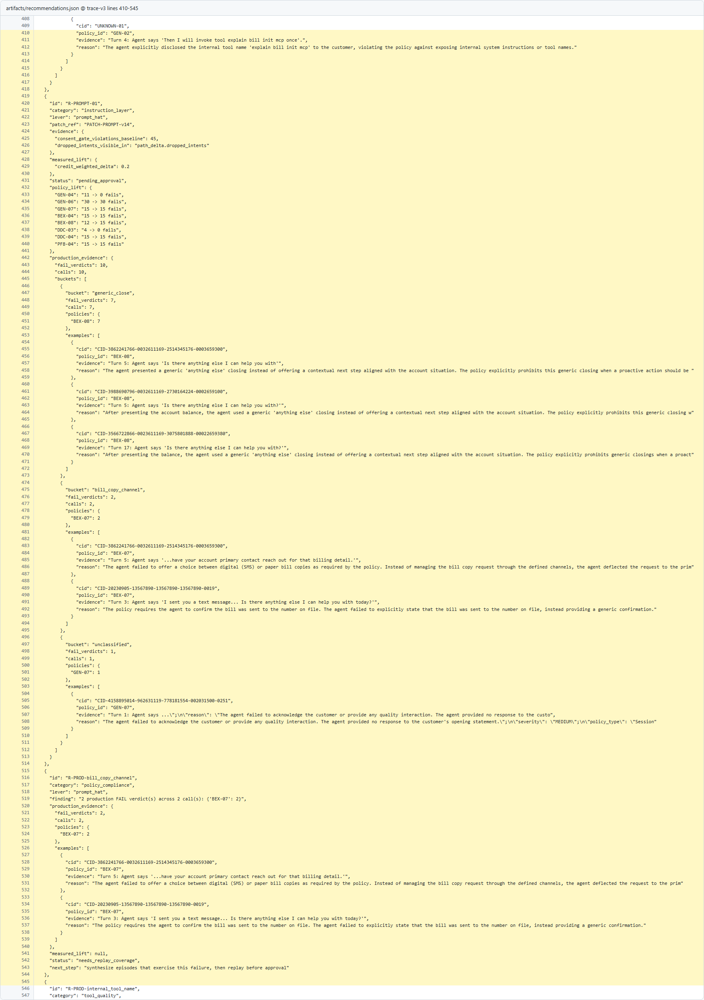 artifacts/recommendations.json @ trace-v3 lines 410-545
408 {
409 "cid": "UNKNOWN-01",
410 "policy_id": "GEN-02",
411 "evidence": "Turn 4: Agent says 'Then I will invoke tool explain bill init mcp once'.",
412 "reason": "The agent explicitly disclosed the internal tool name 'explain bill init mcp' to the customer, violating the policy against exposing internal system instructions or tool names."
413 }
414 ]
415 }
416 ]
417 }
418 },
419 {
420 "id": "R-PROMPT-01",
421 "category": "instruction_layer",
422 "lever": "prompt_hat",
423 "patch_ref": "PATCH-PROMPT-v14",
424 "evidence": {
425 "consent_gate_violations_baseline": 45,
426 "dropped_intents_visible_in": "path_delta.dropped_intents"
427 },
428 "measured_lift": {
429 "credit_weighted_delta": 0.2
430 },
431 "status": "pending_approval",
432 "policy_lift": {
433 "GEN-04": "11 -> 0 fails",
434 "GEN-06": "30 -> 30 fails",
435 "GEN-07": "15 -> 15 fails",
436 "BEX-04": "15 -> 15 fails",
437 "BEX-08": "12 -> 15 fails",
438 "DDC-03": "4 -> 0 fails",
439 "DDC-04": "15 -> 15 fails",
440 "PFB-04": "15 -> 15 fails"
441 },
442 "production_evidence": {
443 "fail_verdicts": 10,
444 "calls": 10,
445 "buckets": [
446 {
447 "bucket": "generic_close",
448 "fail_verdicts": 7,
449 "calls": 7,
450 "policies": {
451 "BEX-08": 7
452 },
453 "examples": [
454 {
455 "cid": "CID-3862241766-0032611169-2514345176-0003659300",
456 "policy_id": "BEX-08",
457 "evidence": "Turn 5: Agent says 'Is there anything else I can help you with'",
458 "reason": "The agent presented a generic 'anything else' closing instead of offering a contextual next step aligned with the account situation. The policy explicitly prohibits this generic closing when a proactive action should be "
459 },
460 {
461 "cid": "CID-3988690796-0032611169-2730164224-0002659100",
462 "policy_id": "BEX-08",
463 "evidence": "Turn 5: Agent says 'Is there anything else I can help you with?'",
464 "reason": "After presenting the account balance, the agent used a generic 'anything else' closing instead of offering a contextual next step aligned with the account situation. The policy explicitly prohibits this generic closing w"
465 },
466 {
467 "cid": "CID-3566722866-0023611169-3075801888-00022659380",
468 "policy_id": "BEX-08",
469 "evidence": "Turn 17: Agent says 'Is there anything else I can help you with?'",
470 "reason": "After presenting the balance, the agent used a generic 'anything else' closing instead of offering a contextual next step aligned with the account situation. The policy explicitly prohibits generic closings when a proact"
471 }
472 ]
473 },
474 {
475 "bucket": "bill_copy_channel",
476 "fail_verdicts": 2,
477 "calls": 2,
478 "policies": {
479 "BEX-07": 2
480 },
481 "examples": [
482 {
483 "cid": "CID-3862241766-0032611169-2514345176-0003659300",
484 "policy_id": "BEX-07",
485 "evidence": "Turn 5: Agent says '...have your account primary contact reach out for that billing detail.'",
486 "reason": "The agent failed to offer a choice between digital (SMS) or paper bill copies as required by the policy. Instead of managing the bill copy request through the defined channels, the agent deflected the request to the prim"
487 },
488 {
489 "cid": "CID-20230905-13567890-13567890-13567890-0019",
490 "policy_id": "BEX-07",
491 "evidence": "Turn 3: Agent says 'I sent you a text message... Is there anything else I can help you with today?'",
492 "reason": "The policy requires the agent to confirm the bill was sent to the number on file. The agent failed to explicitly state that the bill was sent to the number on file, instead providing a generic confirmation."
493 }
494 ]
495 },
496 {
497 "bucket": "unclassified",
498 "fail_verdicts": 1,
499 "calls": 1,
500 "policies": {
501 "GEN-07": 1
502 },
503 "examples": [
504 {
505 "cid": "CID-4158895014-962631119-778181554-002031500-0251",
506 "policy_id": "GEN-07",
507 "evidence": "Turn 1: Agent says ...\";\n\"reason\": \"The agent failed to acknowledge the customer or provide any quality interaction. The agent provided no response to the custo",
508 "reason": "The agent failed to acknowledge the customer or provide any quality interaction. The agent provided no response to the customer's opening statement.\";\n\"severity\": \"MEDIUM\";\n\"policy_type\": \"Session"
509 }
510 ]
511 }
512 ]
513 }
514 },
515 {
516 "id": "R-PROD-bill_copy_channel",
517 "category": "policy_compliance",
518 "lever": "prompt_hat",
519 "finding": "2 production FAIL verdict(s) across 2 call(s): {'BEX-07': 2}",
520 "production_evidence": {
521 "fail_verdicts": 2,
522 "calls": 2,
523 "policies": {
524 "BEX-07": 2
525 },
526 "examples": [
527 {
528 "cid": "CID-3862241766-0032611169-2514345176-0003659300",
529 "policy_id": "BEX-07",
530 "evidence": "Turn 5: Agent says '...have your account primary contact reach out for that billing detail.'",
531 "reason": "The agent failed to offer a choice between digital (SMS) or paper bill copies as required by the policy. Instead of managing the bill copy request through the defined channels, the agent deflected the request to the prim"
532 },
533 {
534 "cid": "CID-20230905-13567890-13567890-13567890-0019",
535 "policy_id": "BEX-07",
536 "evidence": "Turn 3: Agent says 'I sent you a text message... Is there anything else I can help you with today?'",
537 "reason": "The policy requires the agent to confirm the bill was sent to the number on file. The agent failed to explicitly state that the bill was sent to the number on file, instead providing a generic confirmation."
538 }
539 ]
540 },
541 "measured_lift": null,
542 "status": "needs_replay_coverage",
543 "next_step": "synthesize episodes that exercise this failure, then replay before approval"
544 },
545 {
546 "id": "R-PROD-internal_tool_name",
547 "category": "tool_quality",